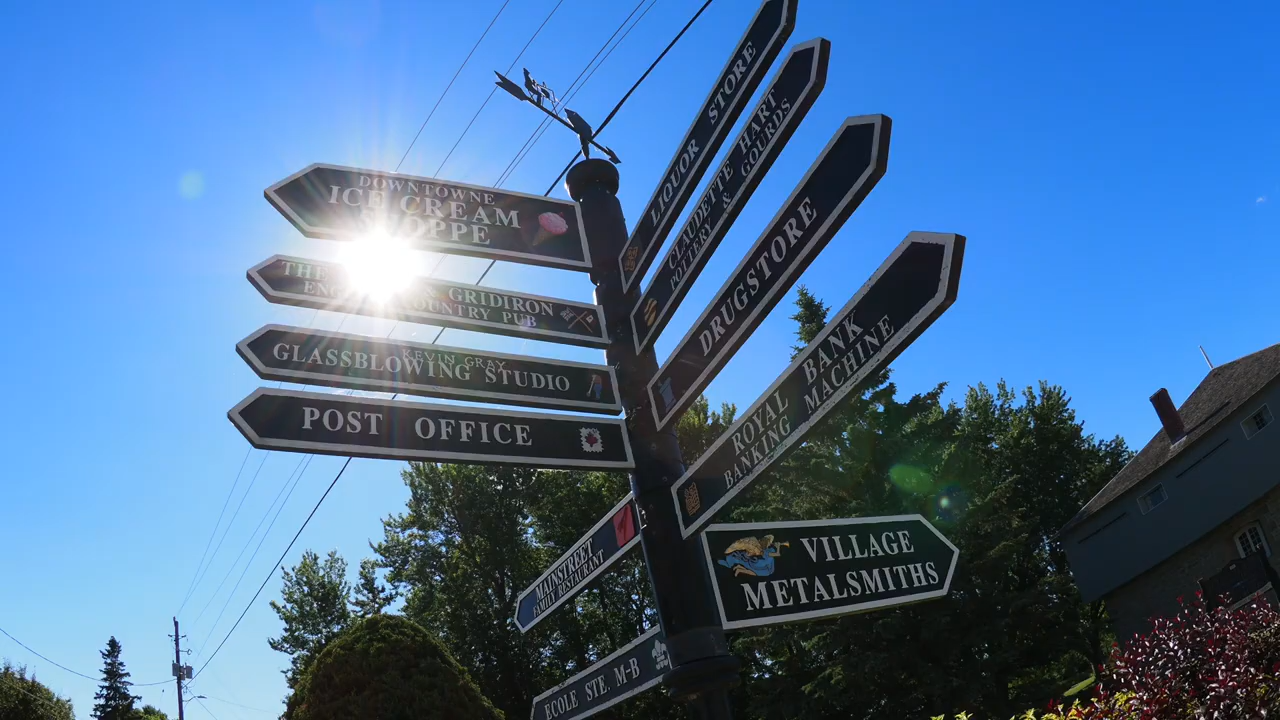 DOWNTOWNE
ICE CREAM
SHOPPE
THE GRIDIRON
COUNTRY PUB
KEVIN GRAY
GLASSBLOWING STUDIO
POST OFFICE
LIQUOR STORE
CLAUDETTE HART
POTTERY & GOURDS
DRUGSTORE
ROYAL BANK
BANKING MACHINE
VILLAGE
METALSMITHS
MAINSTREET
FAMILY RESTAURANT
ECOLE STE. M-B